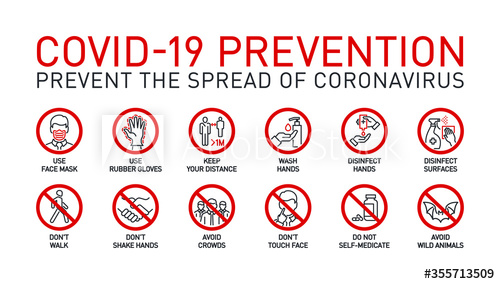 COVID-19 PREVENTION
PREVENT THE SPREAD OF CORONAVIRUS
>1M
USE
FACE MASK
USE
RUBBER GLOVES
KEEP
YOUR DISTANCE
WASH
HANDS
DISINFECT
HANDS
DISINFECT
SURFACES
DON'T
WALK
DON'T
SHAKE HANDS
AVOID
CROWDS
DON'T
TOUCH FACE
DO NOT
SELF-MEDICATE
AVOID
WILD ANIMALS
#355713509